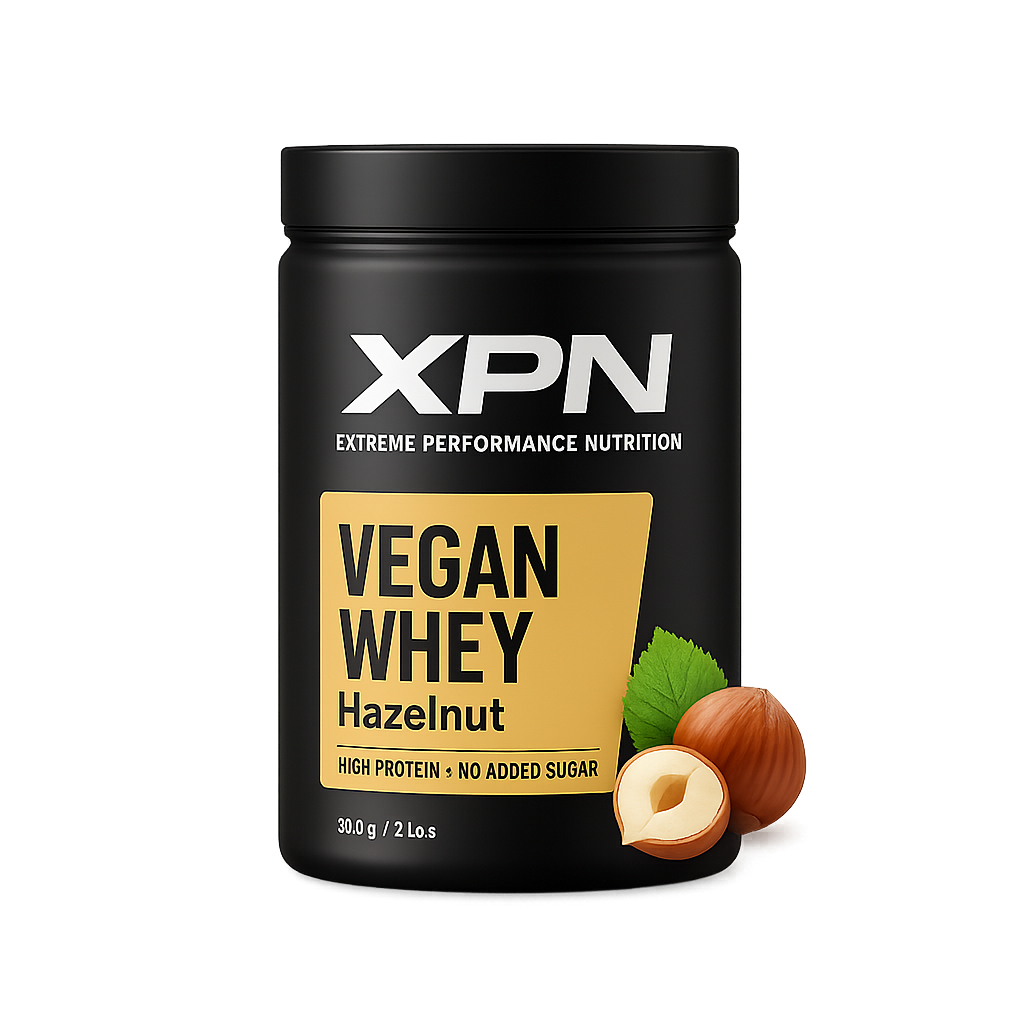 XPN
EXTREME PERFORMANCE NUTRITION
VEGAN
WHEY
Hazelnut
HIGH PROTEIN • NO ADDED SUGAR
30.0 g / 2 Lo.s